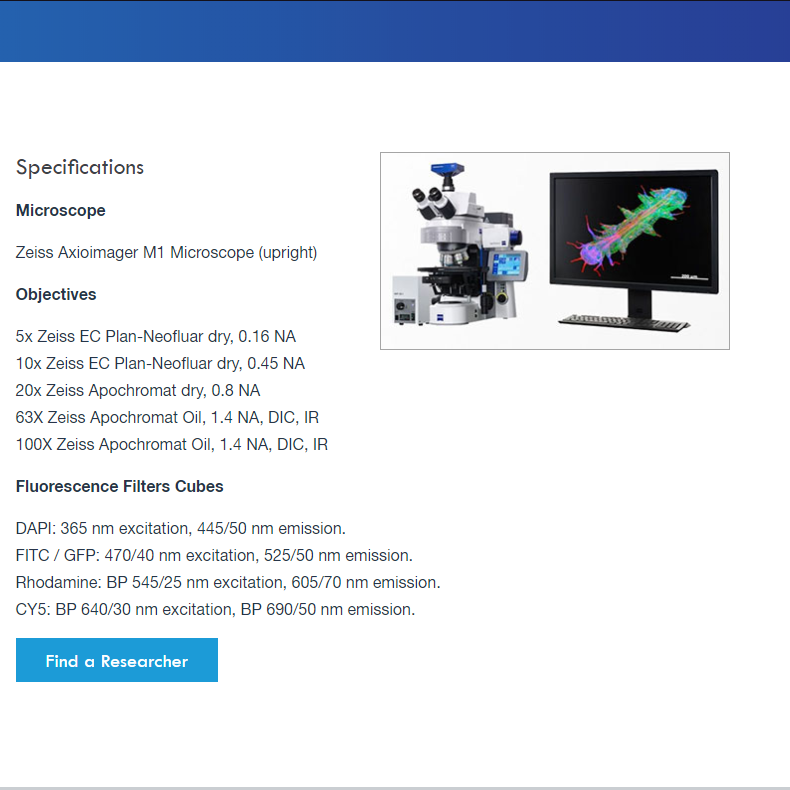 Specifications
Microscope
Zeiss Axioimager M1 Microscope (upright)
Objectives
5x Zeiss EC Plan-Neofluar dry, 0.16 NA
10x Zeiss EC Plan-Neofluar dry, 0.45 NA
20x Zeiss Apochromat dry, 0.8 NA
63X Zeiss Apochromat Oil, 1.4 NA, DIC, IR
100X Zeiss Apochromat Oil, 1.4 NA, DIC, IR
Fluorescence Filters Cubes
DAPI: 365 nm excitation, 445/50 nm emission.
FITC / GFP: 470/40 nm excitation, 525/50 nm emission.
Rhodamine: BP 545/25 nm excitation, 605/70 nm emission.
CY5: BP 640/30 nm excitation, BP 690/50 nm emission.
Find a Researcher